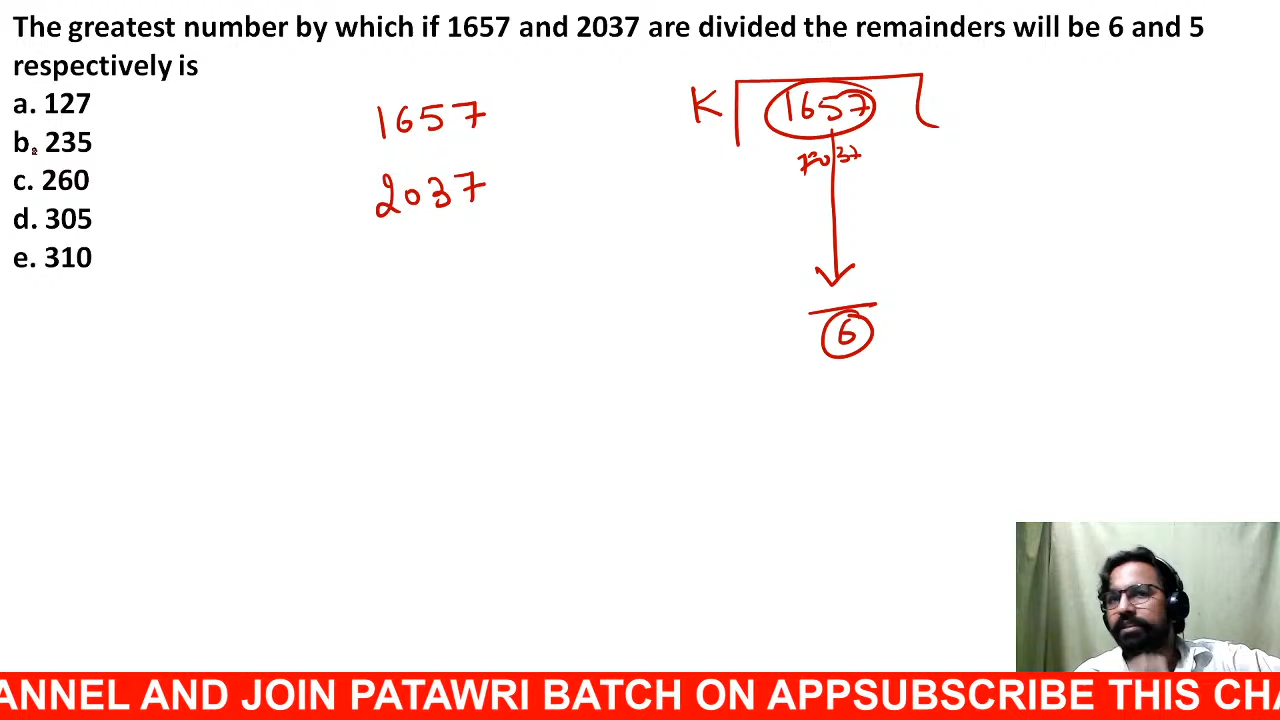 The greatest number by which if 1657 and 2037 are divided the remainders will be 6 and 5
respectively is
a. 127
b. 235
c. 260
d. 305
e. 310
1657
2037
K 1657
2037
6
ANNEL AND JOIN PATAWRI BATCH ON APPSUBSCRIBE THIS CHA